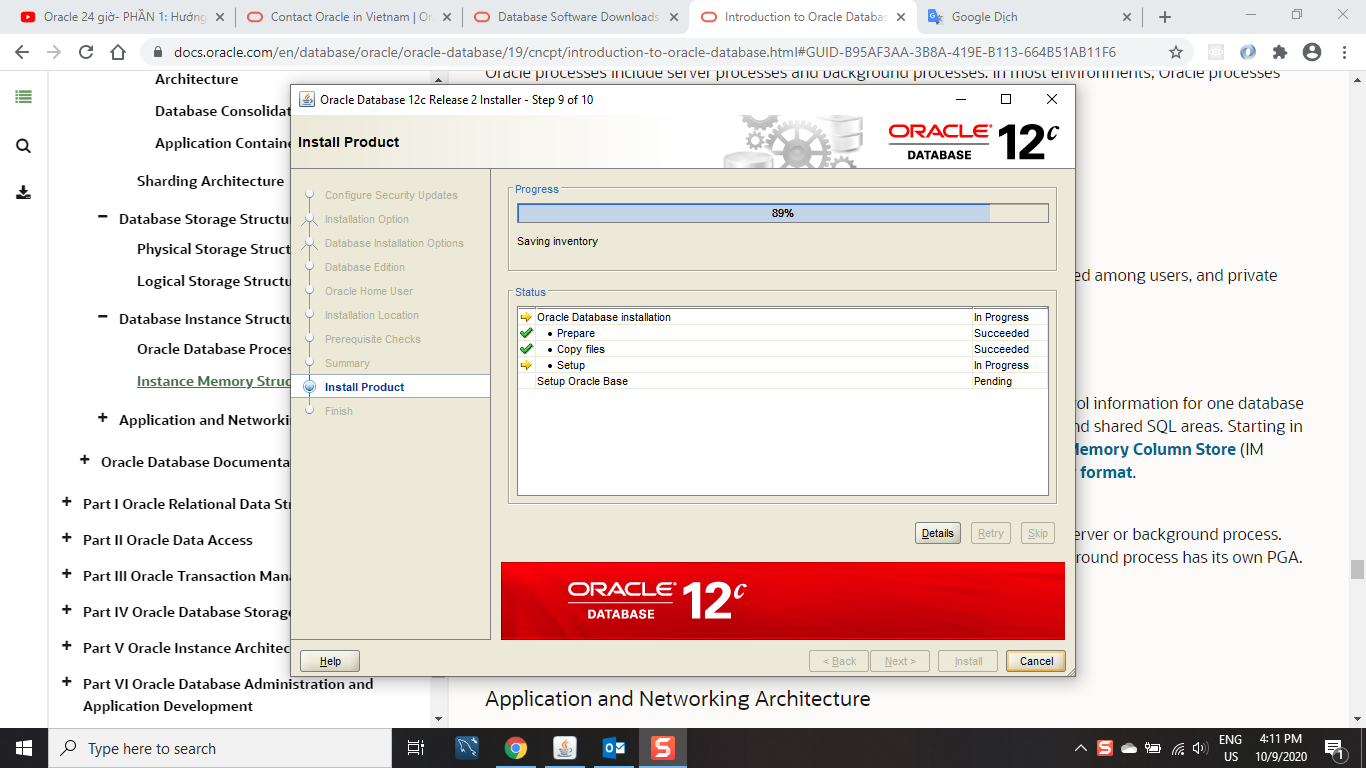 Oracle 24 giờ- PHẦN 1: Hướng
Contact Oracle in Vietnam | Or
Database Software Downloads
Introduction to Oracle Databas
Google Dịch
docs.oracle.com/en/database/oracle/oracle-database/19/cncpt/introduction-to-oracle-database.html#GUID-B95AF3AA-3B8A-419E-B113-664B51AB11F6
Architecture
Database Consolidat
Application Containe
Sharding Architecture
Database Storage Structu
Physical Storage Struct
Logical Storage Structu
Database Instance Structu
Oracle Database Proces
Instance Memory Struc
Application and Networki
Oracle Database Documenta
Part I Oracle Relational Data Str
Part II Oracle Data Access
Part III Oracle Transaction Mana
Part IV Oracle Database Storage
Part V Oracle Instance Architec
Part VI Oracle Database Administration and
Application Development
Oracle processes include server processes and background processes. In most environments, Oracle processes
ed among users, and private
ol information for one database
nd shared SQL areas. Starting in
Memory Column Store (IM
format.
erver or background process.
round process has its own PGA.
Application and Networking Architecture
Oracle Database 12c Release 2 Installer - Step 9 of 10
Install Product
ORACLE
DATABASE
12c
Configure Security Updates
Installation Option
Database Installation Options
Database Edition
Oracle Home User
Installation Location
Prerequisite Checks
Summary
Install Product
Finish
Progress
89%
Saving inventory
Status
Oracle Database installation In Progress
• Prepare Succeeded
• Copy files Succeeded
• Setup In Progress
Setup Oracle Base Pending
Details Retry Skip
ORACLE
DATABASE
12c
Help < Back Next > Install Cancel
Type here to search
ENG
US
4:11 PM
10/9/2020
1